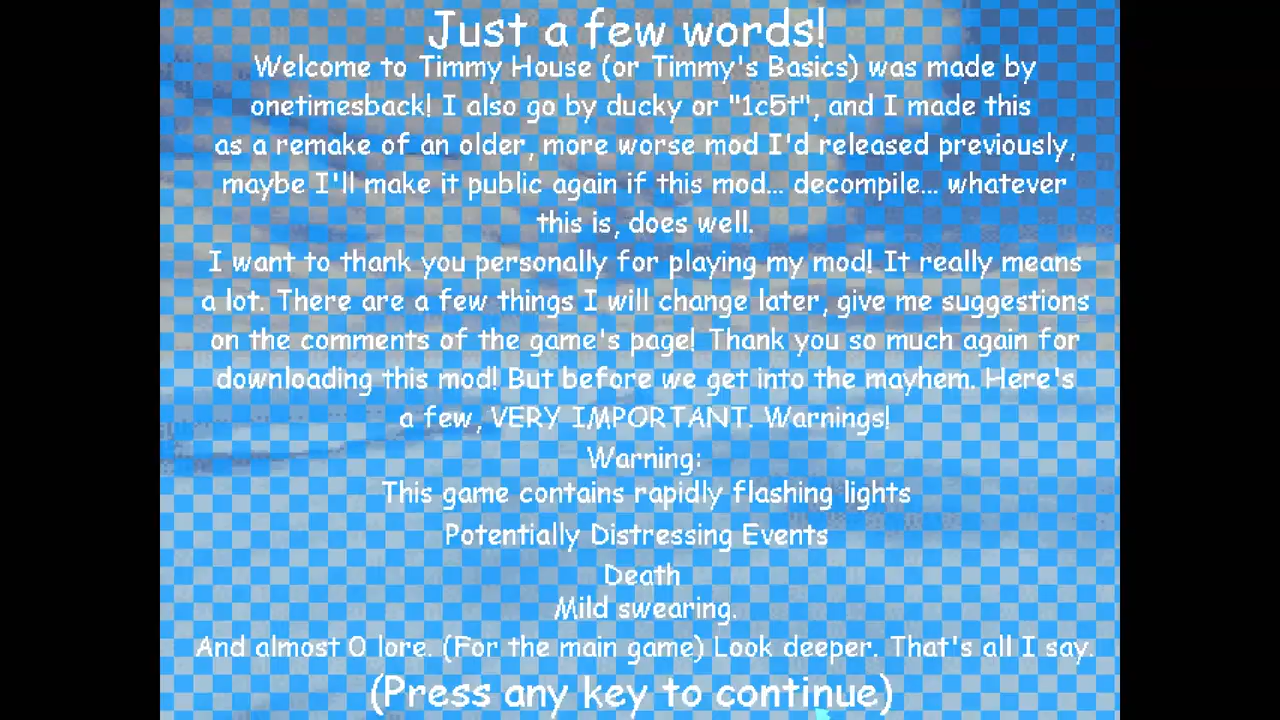 Just a few words!
Welcome to Timmy House (or Timmy's Basics) was made by
onetimesback! I also go by ducky or "1c5t", and I made this
as a remake of an older, more worse mod I'd released previously,
maybe I'll make it public again if this mod... decompile... whatever
this is, does well.
I want to thank you personally for playing my mod! It really means
a lot. There are a few things I will change later, give me suggestions
on the comments of the game's page! Thank you so much again for
downloading this mod! But before we get into the mayhem. Here's
a few, VERY IMPORTANT. Warnings!
Warning:
This game contains rapidly flashing lights
Potentially Distressing Events
Death
Mild swearing.
And almost 0 lore. (For the main game) Look deeper. That's all I say.
(Press any key to continue)